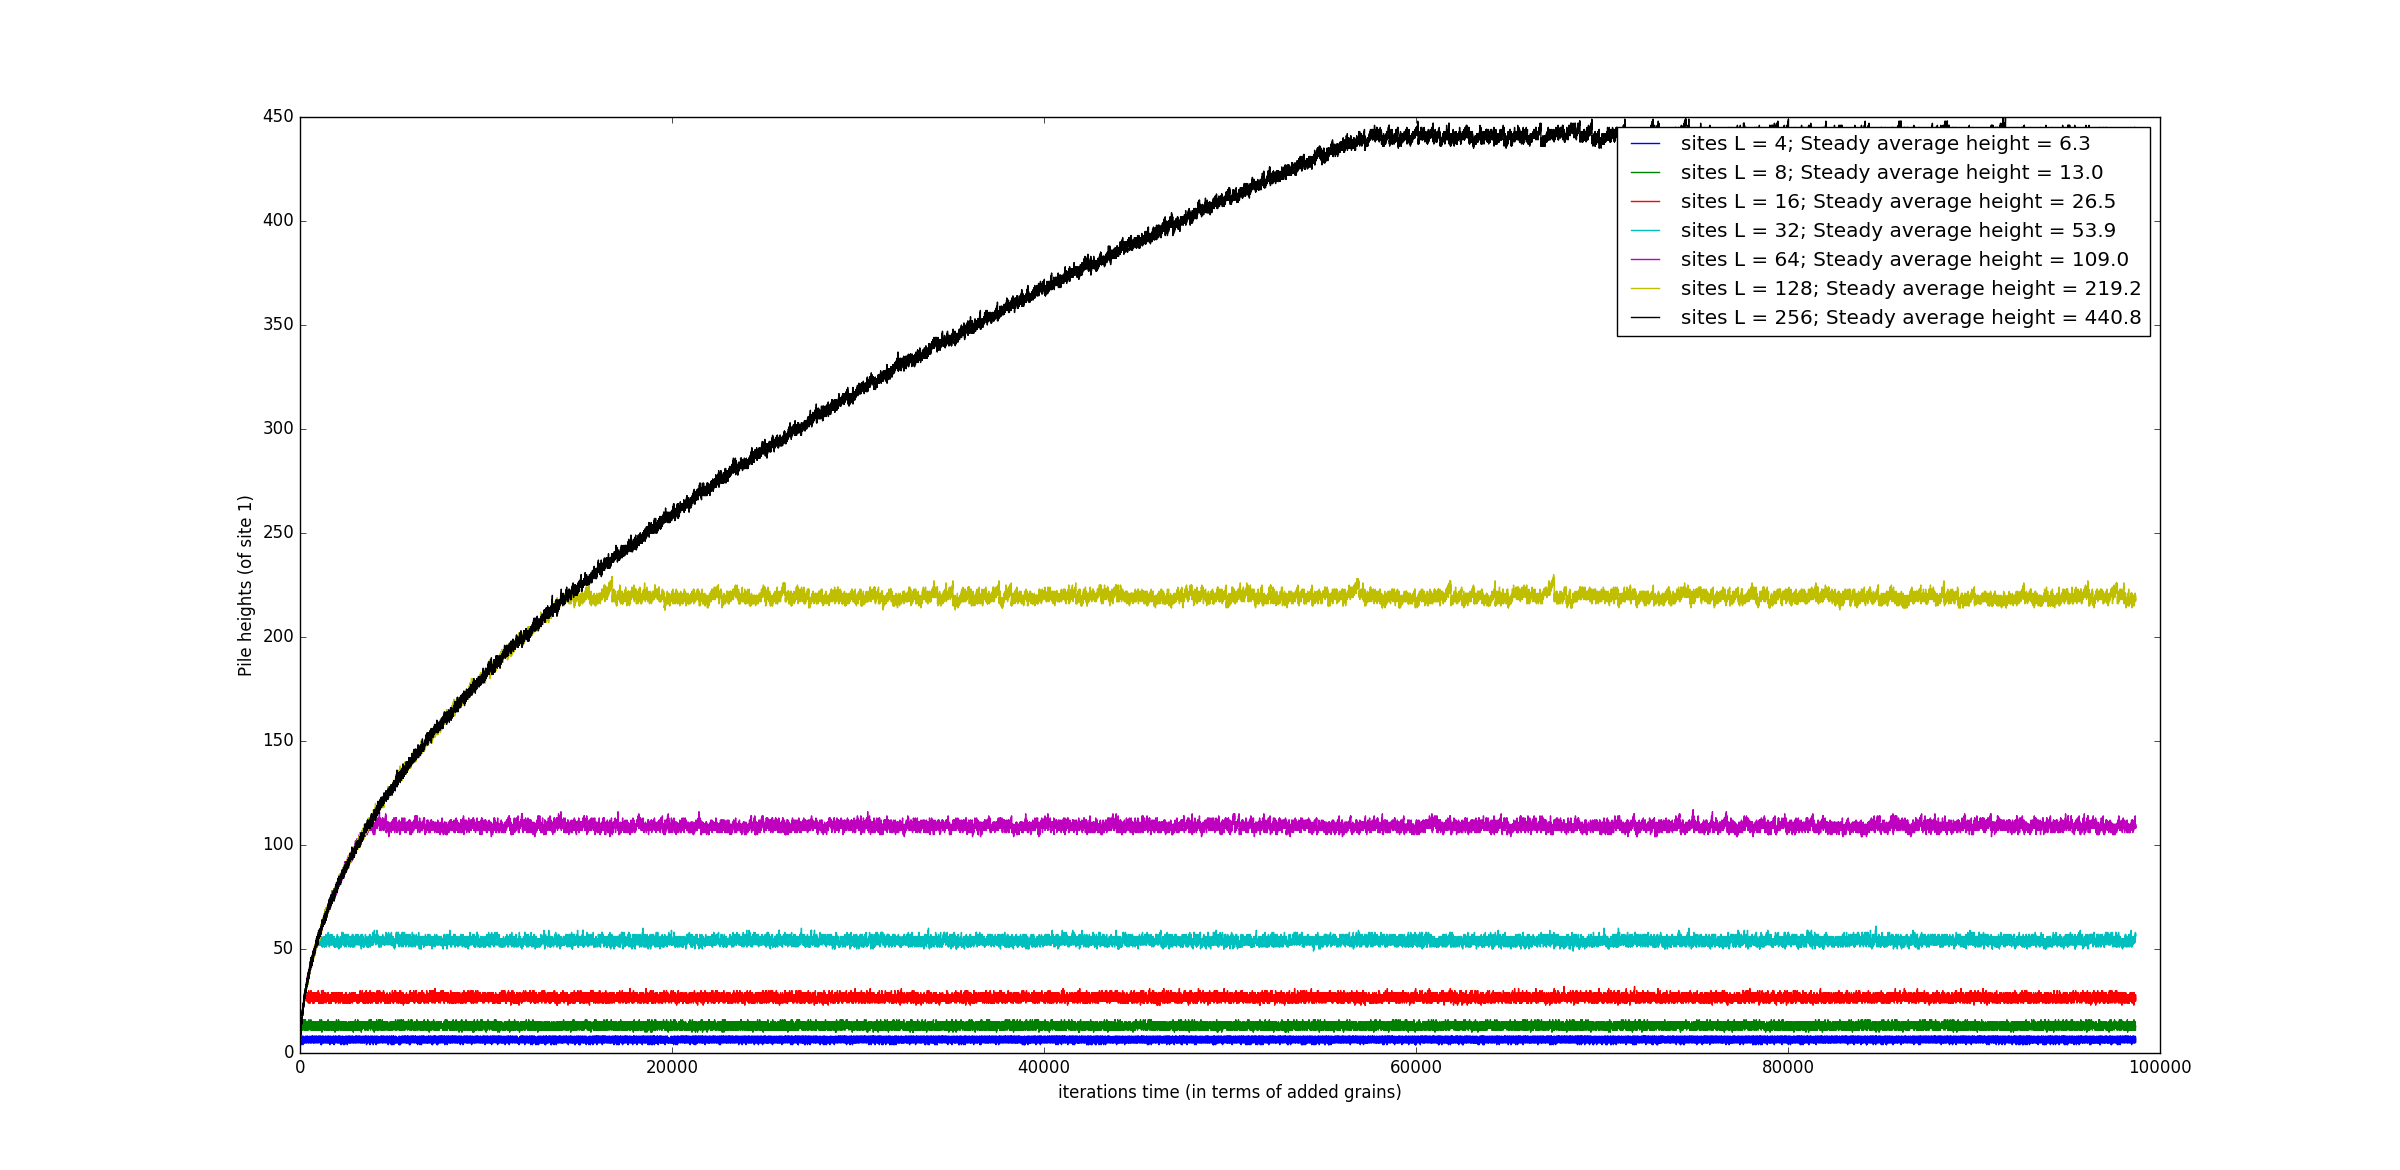 450
400
350
300
250
200
150
100
50
0
Pile heights (of site 1)
sites L = 4; Steady average height = 6.3
sites L = 8; Steady average height = 13.0
sites L = 16; Steady average height = 26.5
sites L = 32; Steady average height = 53.9
sites L = 64; Steady average height = 109.0
sites L = 128; Steady average height = 219.2
sites L = 256; Steady average height = 440.8
0 20000 40000 60000 80000 100000
iterations time (in terms of added grains)